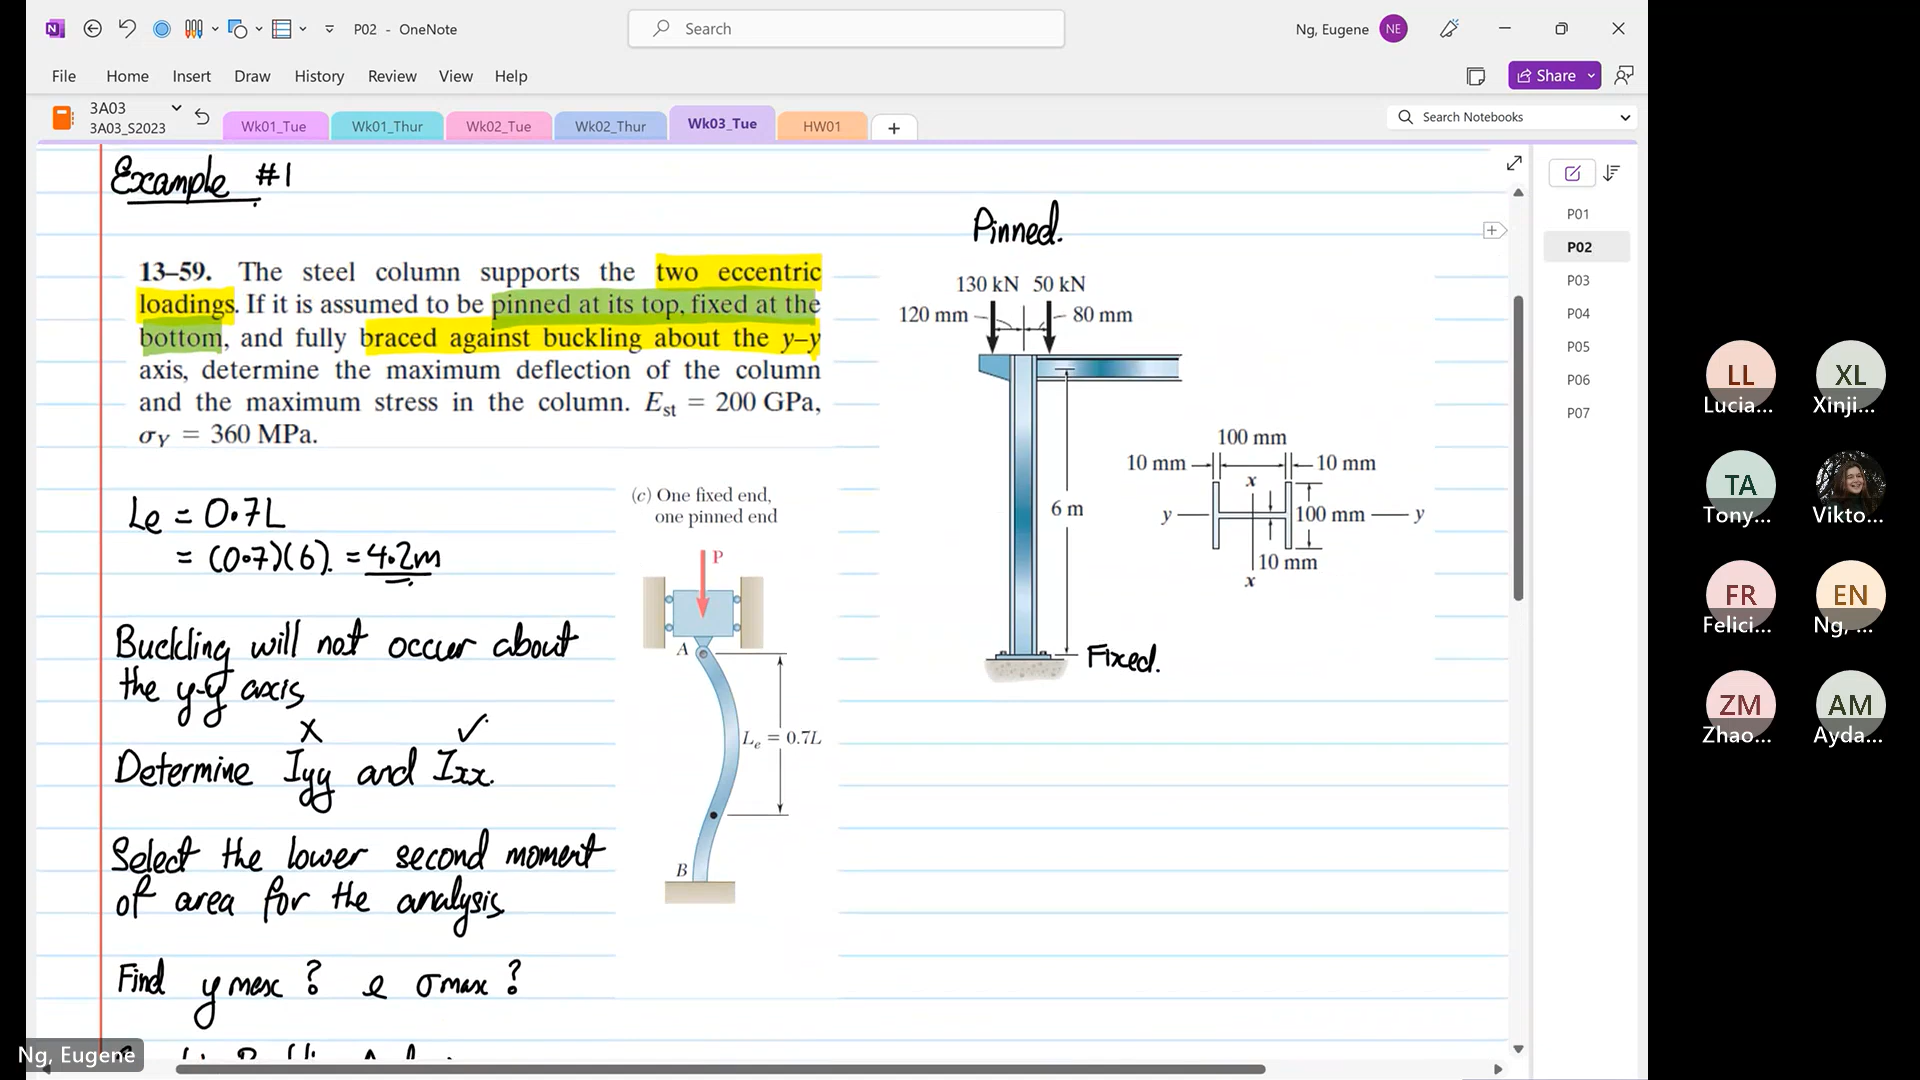 P02 - OneNote
Search
Ng, Eugene
NE
File
Home
Insert
Draw
History
Review
View
Help
Share
3A03
3A03_S2023
Wk01_Tue
Wk01_Thur
Wk02_Tue
Wk02_Thur
Wk03_Tue
HW01
+
Search Notebooks
Example #1
13–59. The steel column supports the two eccentric
loadings. If it is assumed to be pinned at its top, fixed at the
bottom, and fully braced against buckling about the y–y
axis, determine the maximum deflection of the column
and the maximum stress in the column. Est = 200 GPa,
σY = 360 MPa.
Le = 0.7L
= (0.7)(6). = 4.2m
Buckling will not occur about
the y-y axis
X ✓
Determine Iyy and Ixx.
Select the lower second moment
of area for the analysis
Find y max ? e σmax ?
(c) One fixed end,
one pinned end
P
A
Le = 0.7L
B
Pinned.
130 kN 50 kN
120 mm
80 mm
6 m
Fixed.
100 mm
10 mm
10 mm
x
y
100 mm
y
10 mm
x
P01
P02
P03
P04
P05
P06
P07
LL
Lucia...
XL
Xinji...
TA
Tony...
Vikto...
FR
Felici...
EN
Ng, ...
ZM
Zhao...
AM
Ayda...
Ng, Eugene